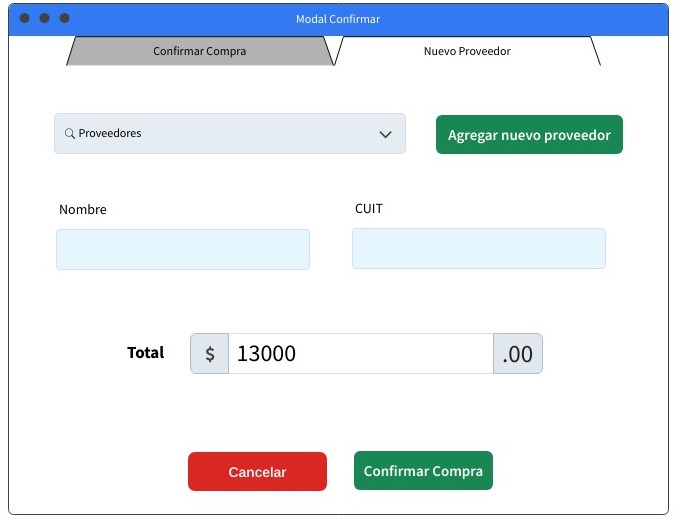 Modal Confirmar
Confirmar Compra
Nuevo Proveedor
Proveedores
Agregar nuevo proveedor
Nombre
CUIT
Total
$
13000
.00
Cancelar
Confirmar Compra